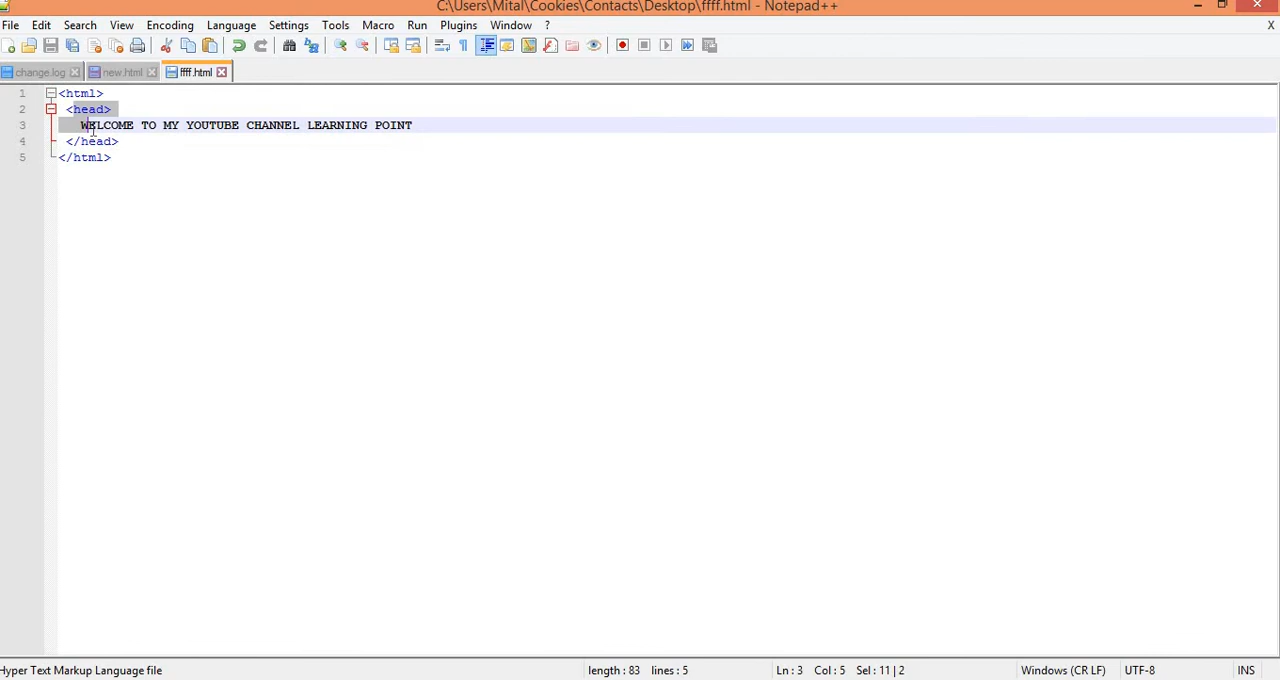 C:\Users\Mital\Cookies\Contacts\Desktop\ffff.html - Notepad++
File Edit Search View Encoding Language Settings Tools Macro Run Plugins Window ? X
change.log new.html ffff.html
1 <html>
2 <head>
3 WELCOME TO MY YOUTUBE CHANNEL LEARNING POINT
4 </head>
5 </html>
Hyper Text Markup Language file length : 83 lines : 5 Ln : 3 Col : 5 Sel : 11 | 2 Windows (CR LF) UTF-8 INS